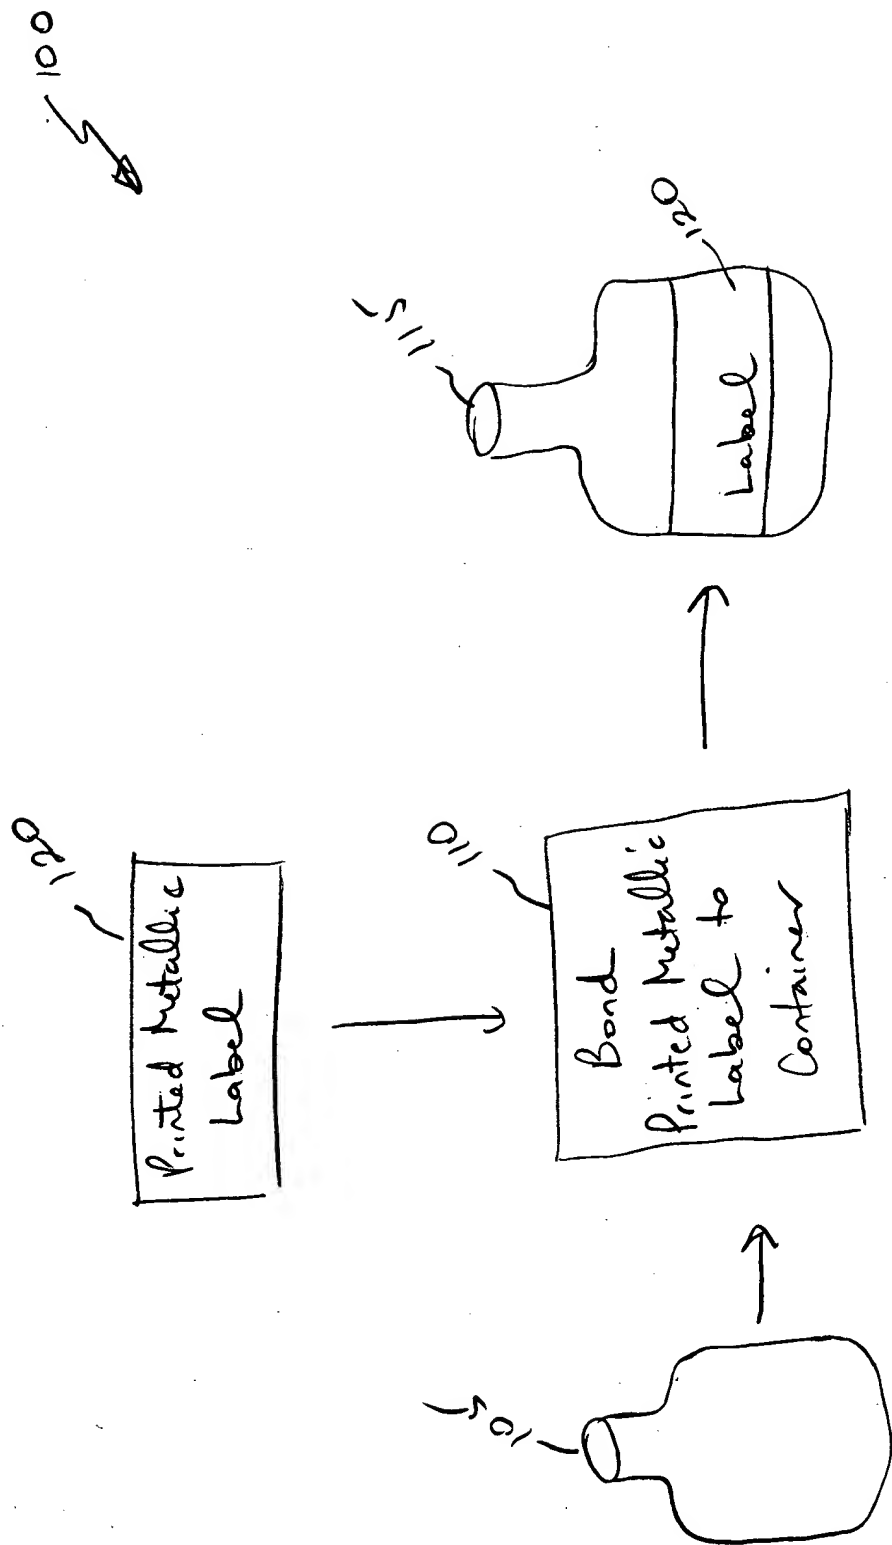 100
120
Printed Metallic
Label
110
Bond
Printed Metallic
Label to
Container
105
115
Label
120